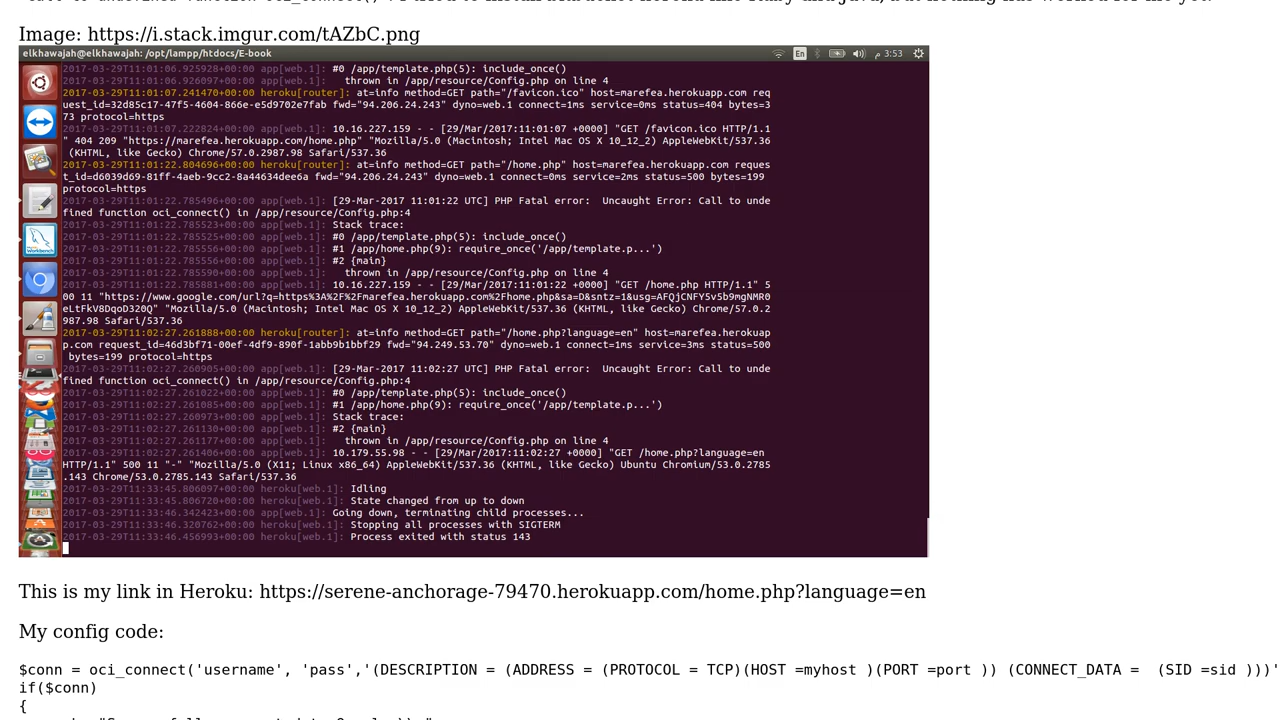 Image: https://i.stack.imgur.com/tAZbC.png
elkhawajah@elkhawajah: /opt/lampp/htdocs/E-book
En
3:53 م
2017-03-29T11:01:06.925928+00:00 app[web.1]: #0 /app/template.php(5): include_once()
2017-03-29T11:01:06.926097+00:00 app[web.1]:   thrown in /app/resource/Config.php on line 4
2017-03-29T11:01:07.241470+00:00 heroku[router]: at=info method=GET path="/favicon.ico" host=marefea.herokuapp.com req
uest_id=32d85c17-47f5-4604-866e-e5d9702e7fab fwd="94.206.24.243" dyno=web.1 connect=1ms service=0ms status=404 bytes=3
73 protocol=https
2017-03-29T11:01:07.222824+00:00 app[web.1]: 10.16.227.159 - - [29/Mar/2017:11:01:07 +0000] "GET /favicon.ico HTTP/1.1
" 404 209 "https://marefea.herokuapp.com/home.php" "Mozilla/5.0 (Macintosh; Intel Mac OS X 10_12_2) AppleWebKit/537.36
(KHTML, like Gecko) Chrome/57.0.2987.98 Safari/537.36
2017-03-29T11:01:22.804696+00:00 heroku[router]: at=info method=GET path="/home.php" host=marefea.herokuapp.com reques
t_id=d6039d69-81ff-4aeb-9cc2-8a44634dee6a fwd="94.206.24.243" dyno=web.1 connect=0ms service=2ms status=500 bytes=199
protocol=https
2017-03-29T11:01:22.785496+00:00 app[web.1]: [29-Mar-2017 11:01:22 UTC] PHP Fatal error:  Uncaught Error: Call to unde
fined function oci_connect() in /app/resource/Config.php:4
2017-03-29T11:01:22.785523+00:00 app[web.1]: Stack trace:
2017-03-29T11:01:22.785525+00:00 app[web.1]: #0 /app/template.php(5): include_once()
2017-03-29T11:01:22.785556+00:00 app[web.1]: #1 /app/home.php(9): require_once('/app/template.p...')
2017-03-29T11:01:22.785556+00:00 app[web.1]: #2 {main}
2017-03-29T11:01:22.785590+00:00 app[web.1]:   thrown in /app/resource/Config.php on line 4
2017-03-29T11:01:22.785881+00:00 app[web.1]: 10.16.227.159 - - [29/Mar/2017:11:01:22 +0000] "GET /home.php HTTP/1.1" 5
00 11 "https://www.google.com/url?q=https%3A%2F%2Fmarefea.herokuapp.com%2Fhome.php&sa=D&sntz=1&usg=AFQjCNFY5v5b9mgNMR0
eLtFkV8DqoD320Q" "Mozilla/5.0 (Macintosh; Intel Mac OS X 10_12_2) AppleWebKit/537.36 (KHTML, like Gecko) Chrome/57.0.2
987.98 Safari/537.36
2017-03-29T11:02:27.261888+00:00 heroku[router]: at=info method=GET path="/home.php?language=en" host=marefea.herokuap
p.com request_id=46d3bf71-00ef-4df9-890f-1abb9b1bbf29 fwd="94.249.53.70" dyno=web.1 connect=1ms service=3ms status=500
bytes=199 protocol=https
2017-03-29T11:02:27.260905+00:00 app[web.1]: [29-Mar-2017 11:02:27 UTC] PHP Fatal error:  Uncaught Error: Call to unde
fined function oci_connect() in /app/resource/Config.php:4
2017-03-29T11:02:27.261022+00:00 app[web.1]: #0 /app/template.php(5): include_once()
2017-03-29T11:02:27.261085+00:00 app[web.1]: #1 /app/home.php(9): require_once('/app/template.p...')
2017-03-29T11:02:27.260973+00:00 app[web.1]: Stack trace:
2017-03-29T11:02:27.261130+00:00 app[web.1]: #2 {main}
2017-03-29T11:02:27.261177+00:00 app[web.1]:   thrown in /app/resource/Config.php on line 4
2017-03-29T11:02:27.261406+00:00 app[web.1]: 10.179.55.98 - - [29/Mar/2017:11:02:27 +0000] "GET /home.php?language=en
HTTP/1.1" 500 11 "-" "Mozilla/5.0 (X11; Linux x86_64) AppleWebKit/537.36 (KHTML, like Gecko) Ubuntu Chromium/53.0.2785
.143 Chrome/53.0.2785.143 Safari/537.36
2017-03-29T11:33:45.806097+00:00 heroku[web.1]: Idling
2017-03-29T11:33:45.806720+00:00 heroku[web.1]: State changed from up to down
2017-03-29T11:33:46.342423+00:00 app[web.1]: Going down, terminating child processes...
2017-03-29T11:33:46.320762+00:00 heroku[web.1]: Stopping all processes with SIGTERM
2017-03-29T11:33:46.456993+00:00 heroku[web.1]: Process exited with status 143
This is my link in Heroku: https://serene-anchorage-79470.herokuapp.com/home.php?language=en
My config code:
$conn = oci_connect('username', 'pass','(DESCRIPTION = (ADDRESS = (PROTOCOL = TCP)(HOST =myhost )(PORT =port )) (CONNECT_DATA =  (SID =sid )))'
if($conn)
{